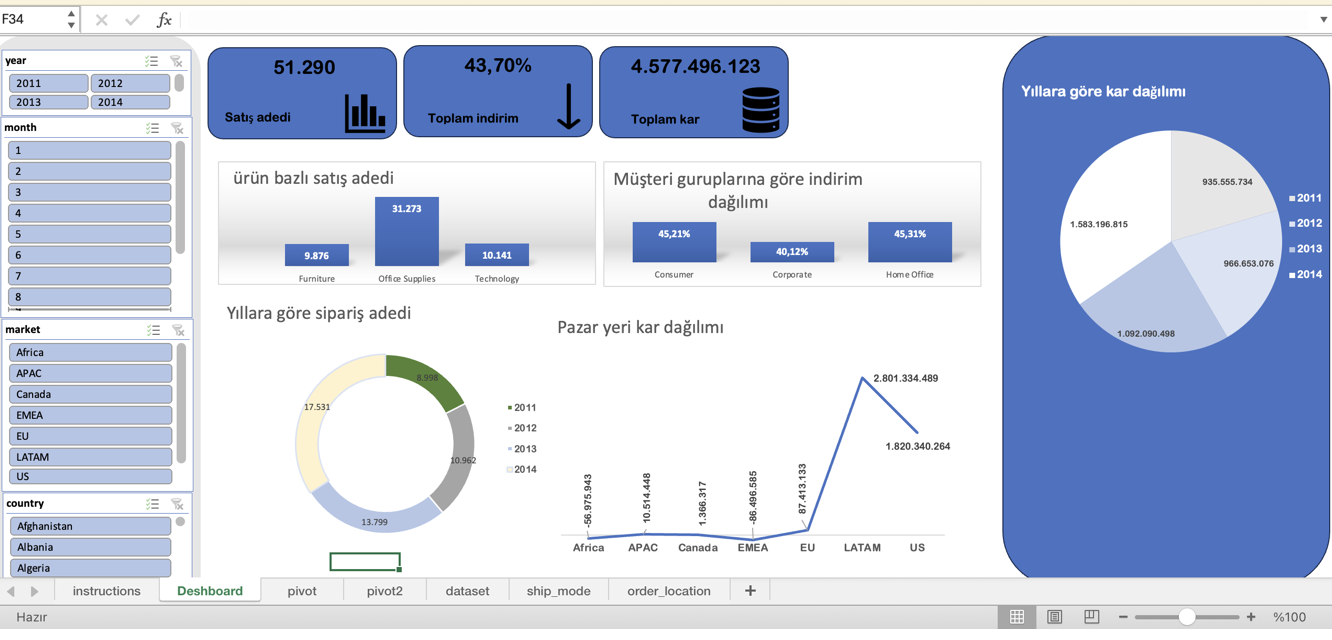 F34
fx
year
2011
2012
2013
2014
month
1
2
3
4
5
6
7
8
market
Africa
APAC
Canada
EMEA
EU
LATAM
US
country
Afghanistan
Albania
Algeria
51.290
Satış adedi
43,70%
Toplam indirim
4.577.496.123
Toplam kar
ürün bazlı satış adedi
9.876
31.273
10.141
Furniture
Office Supplies
Technology
Müşteri guruplarına göre indirim
dağılımı
45,21%
40,12%
45,31%
Consumer
Corporate
Home Office
Yıllara göre sipariş adedi
8.998
10.962
13.799
17.531
2011
2012
2013
2014
Pazar yeri kar dağılımı
-56.975.943
10.514.448
1.366.317
-86.496.585
87.413.133
2.801.334.489
1.820.340.264
Africa
APAC
Canada
EMEA
EU
LATAM
US
Yıllara göre kar dağılımı
935.555.734
966.653.076
1.092.090.498
1.583.196.815
2011
2012
2013
2014
instructions
Deshboard
pivot
pivot2
dataset
ship_mode
order_location
+
Hazır
%100